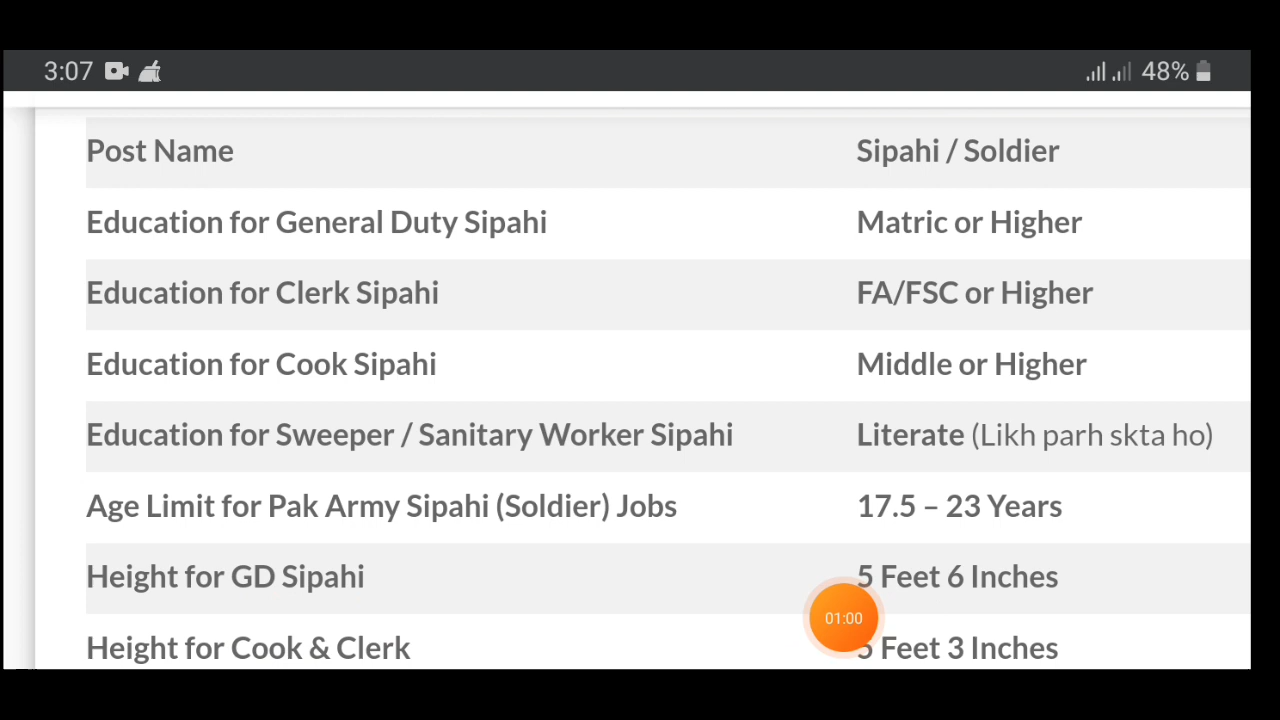 3:07 48%
Post Name Sipahi / Soldier
Education for General Duty Sipahi Matric or Higher
Education for Clerk Sipahi FA/FSC or Higher
Education for Cook Sipahi Middle or Higher
Education for Sweeper / Sanitary Worker Sipahi Literate (Likh parh skta ho)
Age Limit for Pak Army Sipahi (Soldier) Jobs 17.5 – 23 Years
Height for GD Sipahi 5 Feet 6 Inches
01:00
Height for Cook & Clerk 5 Feet 3 Inches